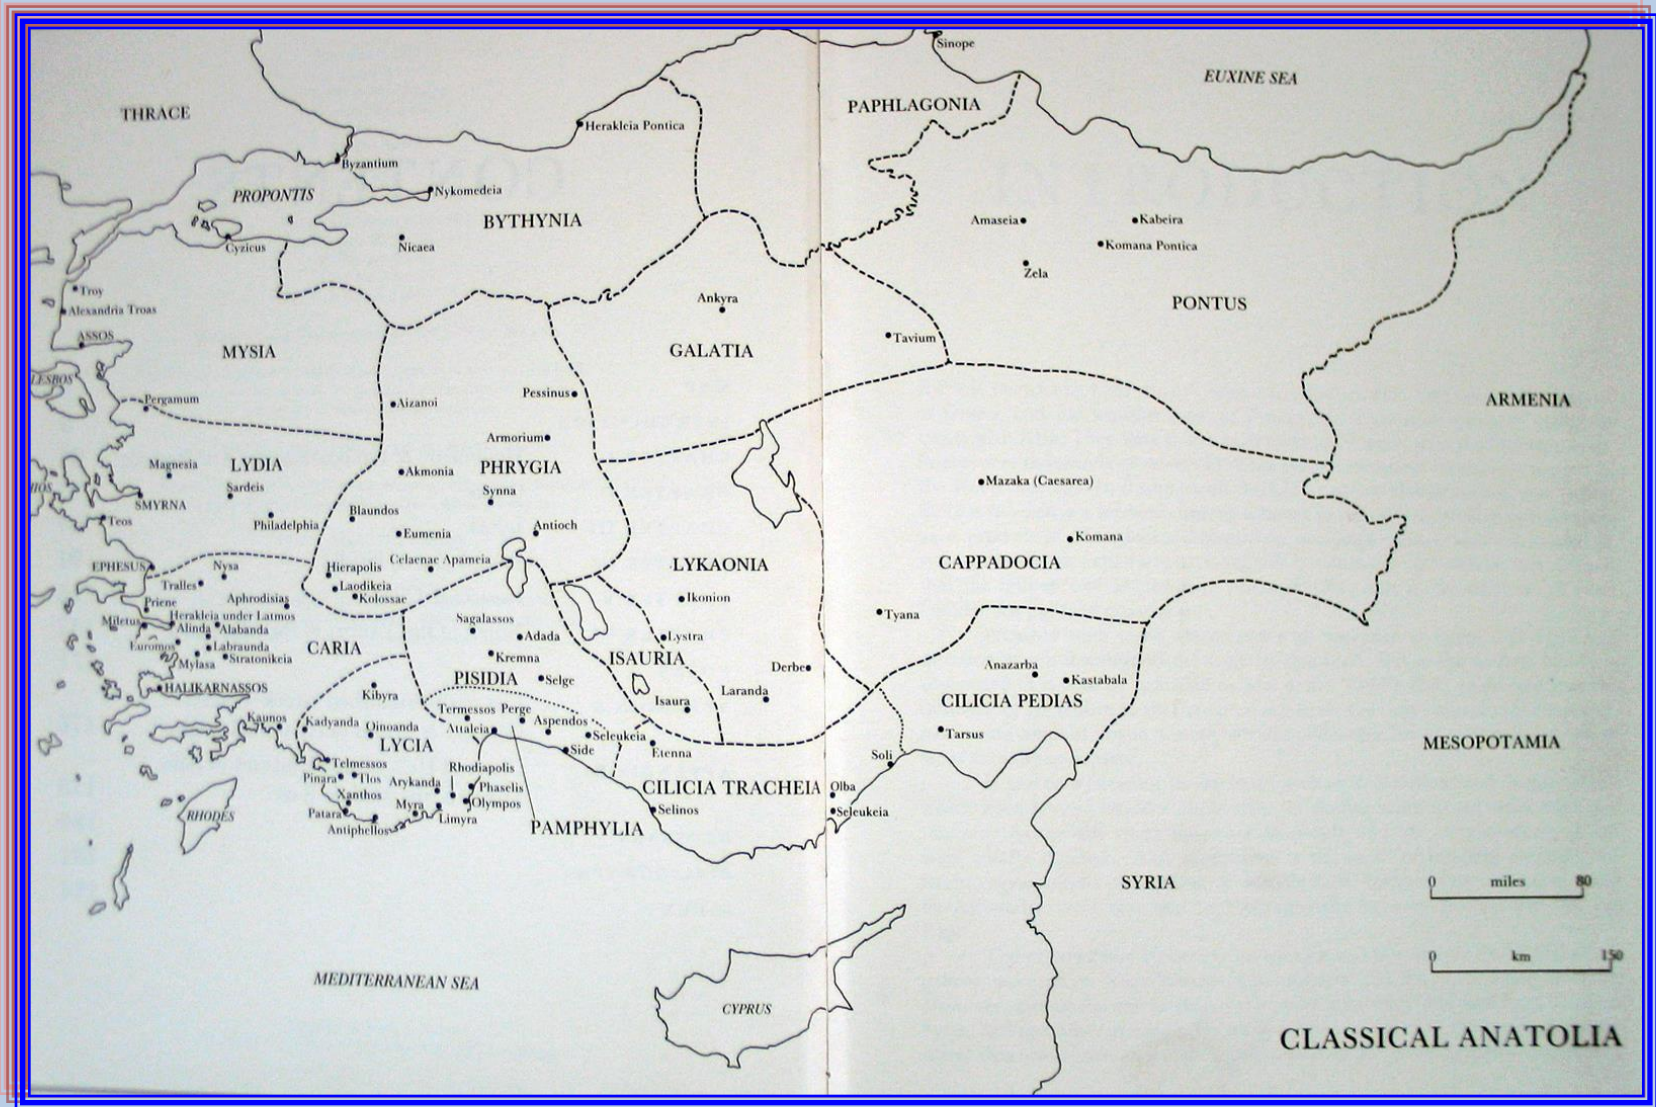 Sinope
EUXINE SEA
THRACE
PAPHLAGONIA
Herakleia Pontica
Byzantium
Nykomedeia
PROPONTIS
BYTHYNIA
Amaseia
Kabeira
Cyzicus
Nicaea
Komana Pontica
Zela
Troy
Ankyra
PONTUS
Alexandria Troas
ASSOS
Tavium
MYSIA
GALATIA
LESBOS
Pergamum
Aizanoi
Pessinus
ARMENIA
Armorium
Magnesia
LYDIA
Akmonia
PHRYGIA
Sardeis
Synna
Mazaka (Caesarea)
SMYRNA
Teos
Philadelphia
Blaundos
Eumenia
Antioch
Komana
EPHESUS
Nysa
Hierapolis
Celaenae Apameia
LYKAONIA
CAPPADOCIA
Tralles
Laodikeia
Priene
Aphrodisias
Kolossae
Ikonion
Miletus
Herakleia under Latmos
Sagalassos
Tyana
Alinda
Alabanda
Adada
Lystra
Euromos
Labraunda
CARIA
Mylasa
Stratonikeia
Kremna
ISAURIA
Derbe
Anazarba
HALIKARNASSOS
PISIDIA
Selge
Kastabala
Kibyra
Isaura
Laranda
CILICIA PEDIAS
Kaunos
Kadyanda
Oinoanda
Termessos
Perge
Aspendos
Attaleia
Seleukeia
Tarsus
LYCIA
Side
Etenna
Soli
MESOPOTAMIA
Telmessos
Rhodiapolis
Pinara
Tlos
Arykanda
Phaselis
CILICIA TRACHEIA
Olba
Xanthos
Myra
Olympos
Selinos
Seleukeia
Patara
Limyra
RHODES
Antiphellos
PAMPHYLIA
SYRIA
0 miles 80
0 km 150
MEDITERRANEAN SEA
CYPRUS
CLASSICAL ANATOLIA